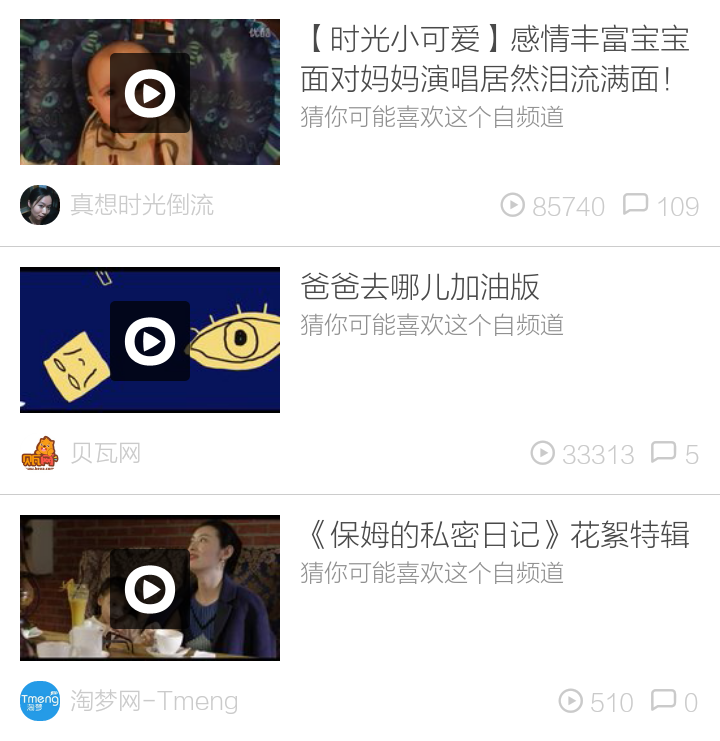 优酷
【时光小可爱】感情丰富宝宝
面对妈妈演唱居然泪流满面！
猜你可能喜欢这个自频道
真想时光倒流
85740
109
爸爸去哪儿加油版
猜你可能喜欢这个自频道
贝瓦网
贝瓦网
33313
5
《保姆的私密日记》花絮特辑
猜你可能喜欢这个自频道
Tmeng
淘梦
淘梦网-Tmeng
510
0